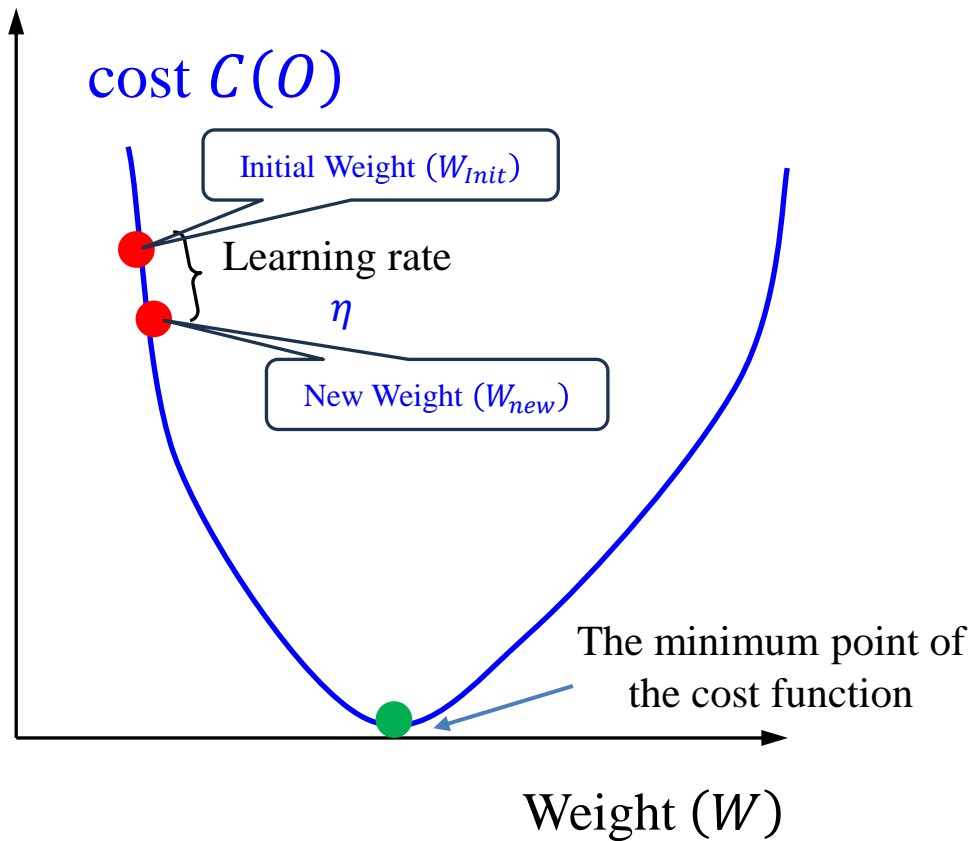 cost C(O)
Initial Weight (W_Init)
Learning rate
η
New Weight (W_new)
The minimum point of
the cost function
Weight (W)